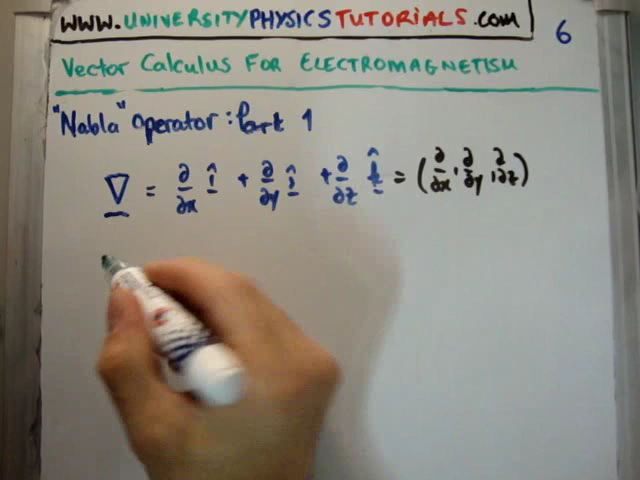 www.UNIVERSITYPHYSICSTUTORIALS.com
6
Vector Calculus For ELECTROMAGNETISM
"Nabla" operator: Part 1
∇ = ∂/∂x î + ∂/∂y ĵ + ∂/∂z k̂ = (∂/∂x, ∂/∂y, ∂/∂z)